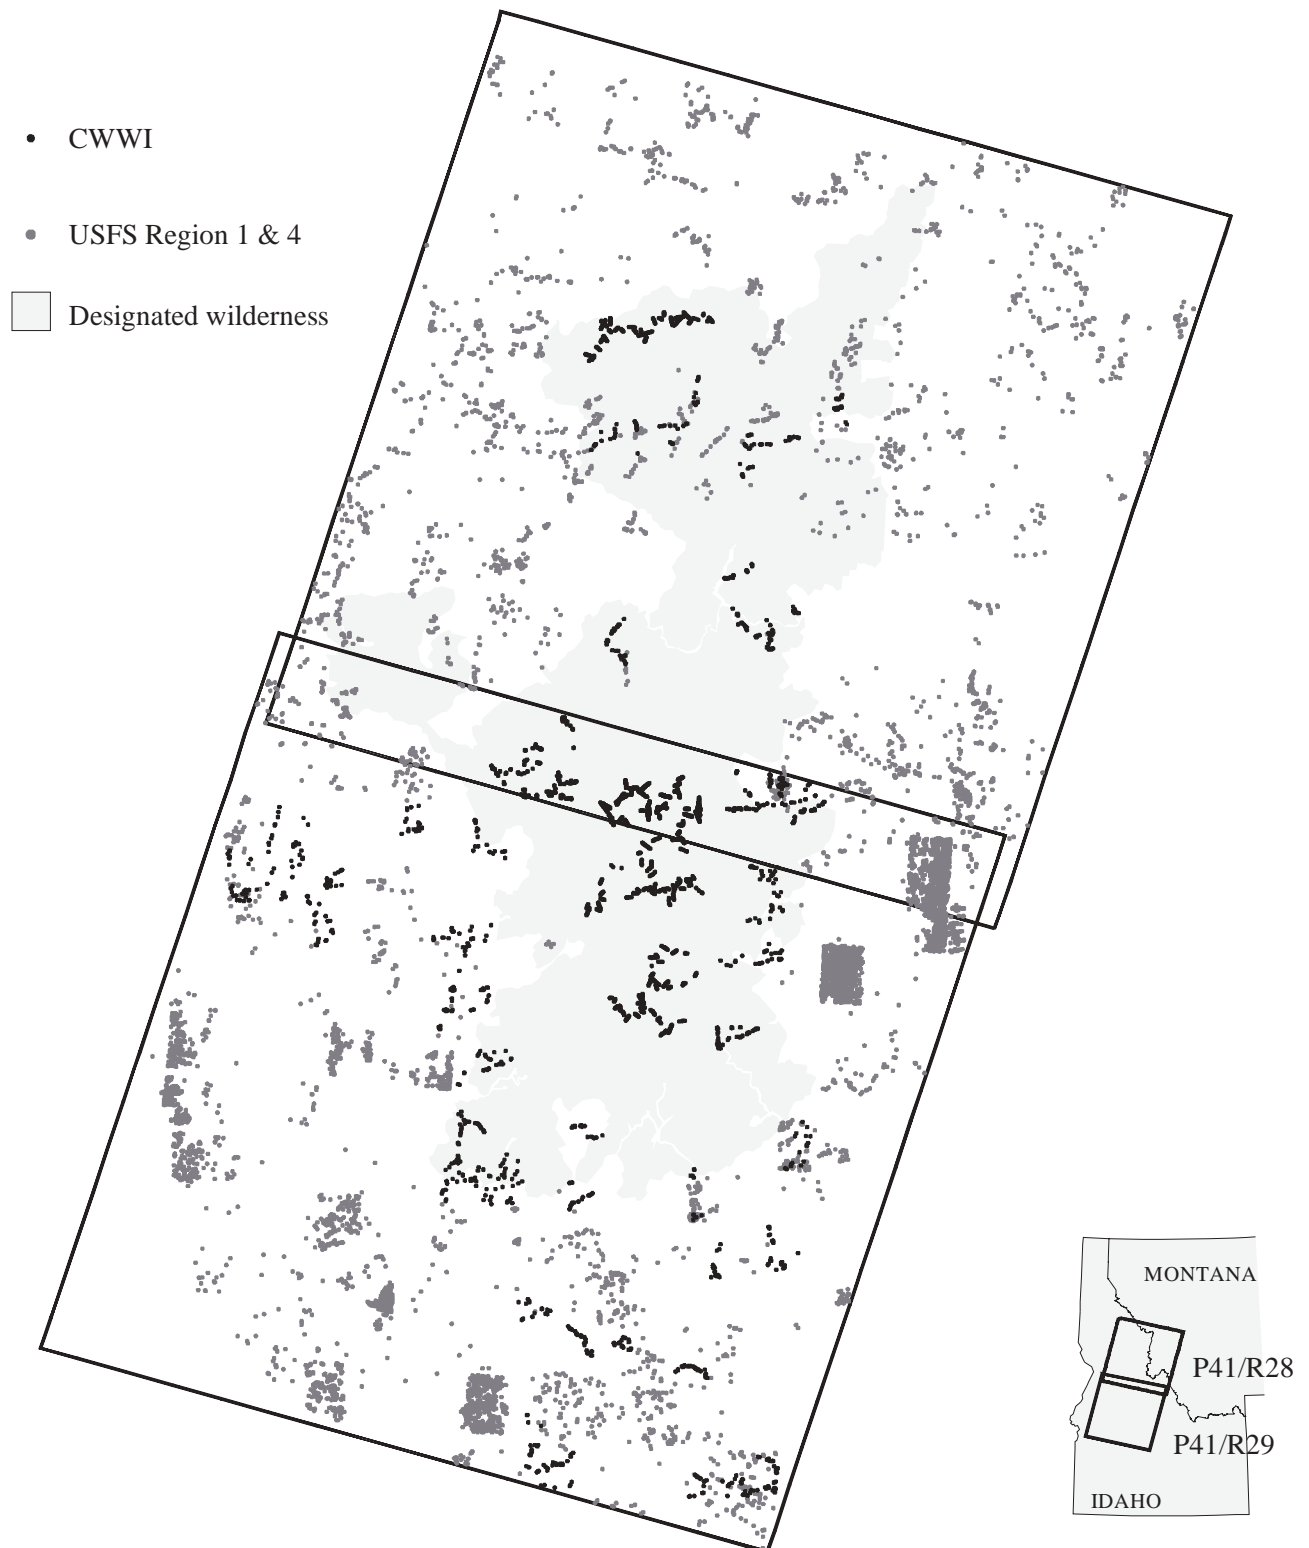 CWWI
USFS Region 1 & 4
Designated wilderness
MONTANA
P41/R28
P41/R29
IDAHO